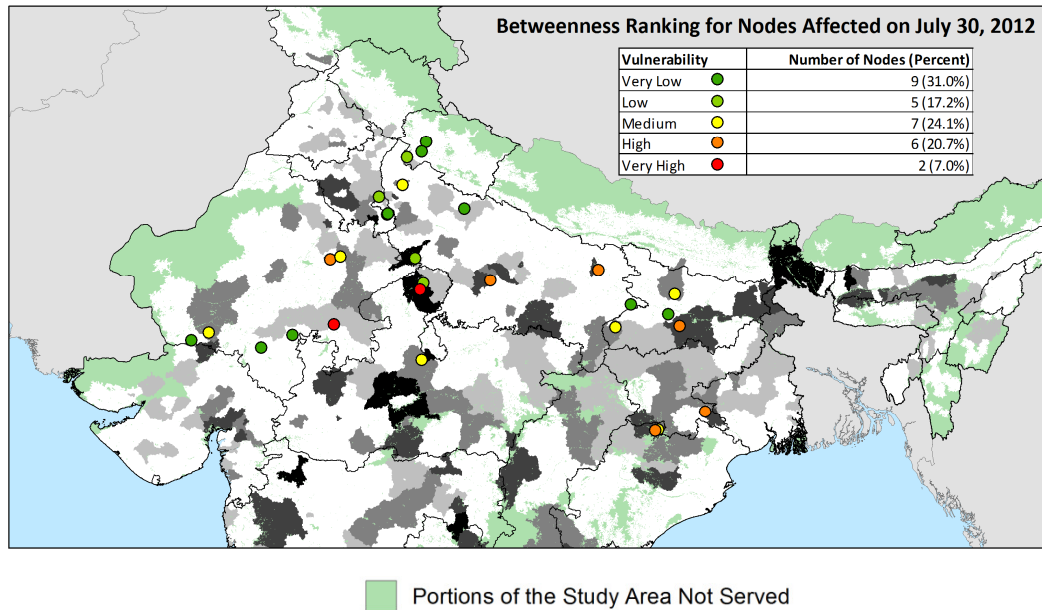 Betweenness Ranking for Nodes Affected on July 30, 2012
Vulnerability Number of Nodes (Percent)
Very Low 9 (31.0%)
Low 5 (17.2%)
Medium 7 (24.1%)
High 6 (20.7%)
Very High 2 (7.0%)
Portions of the Study Area Not Served